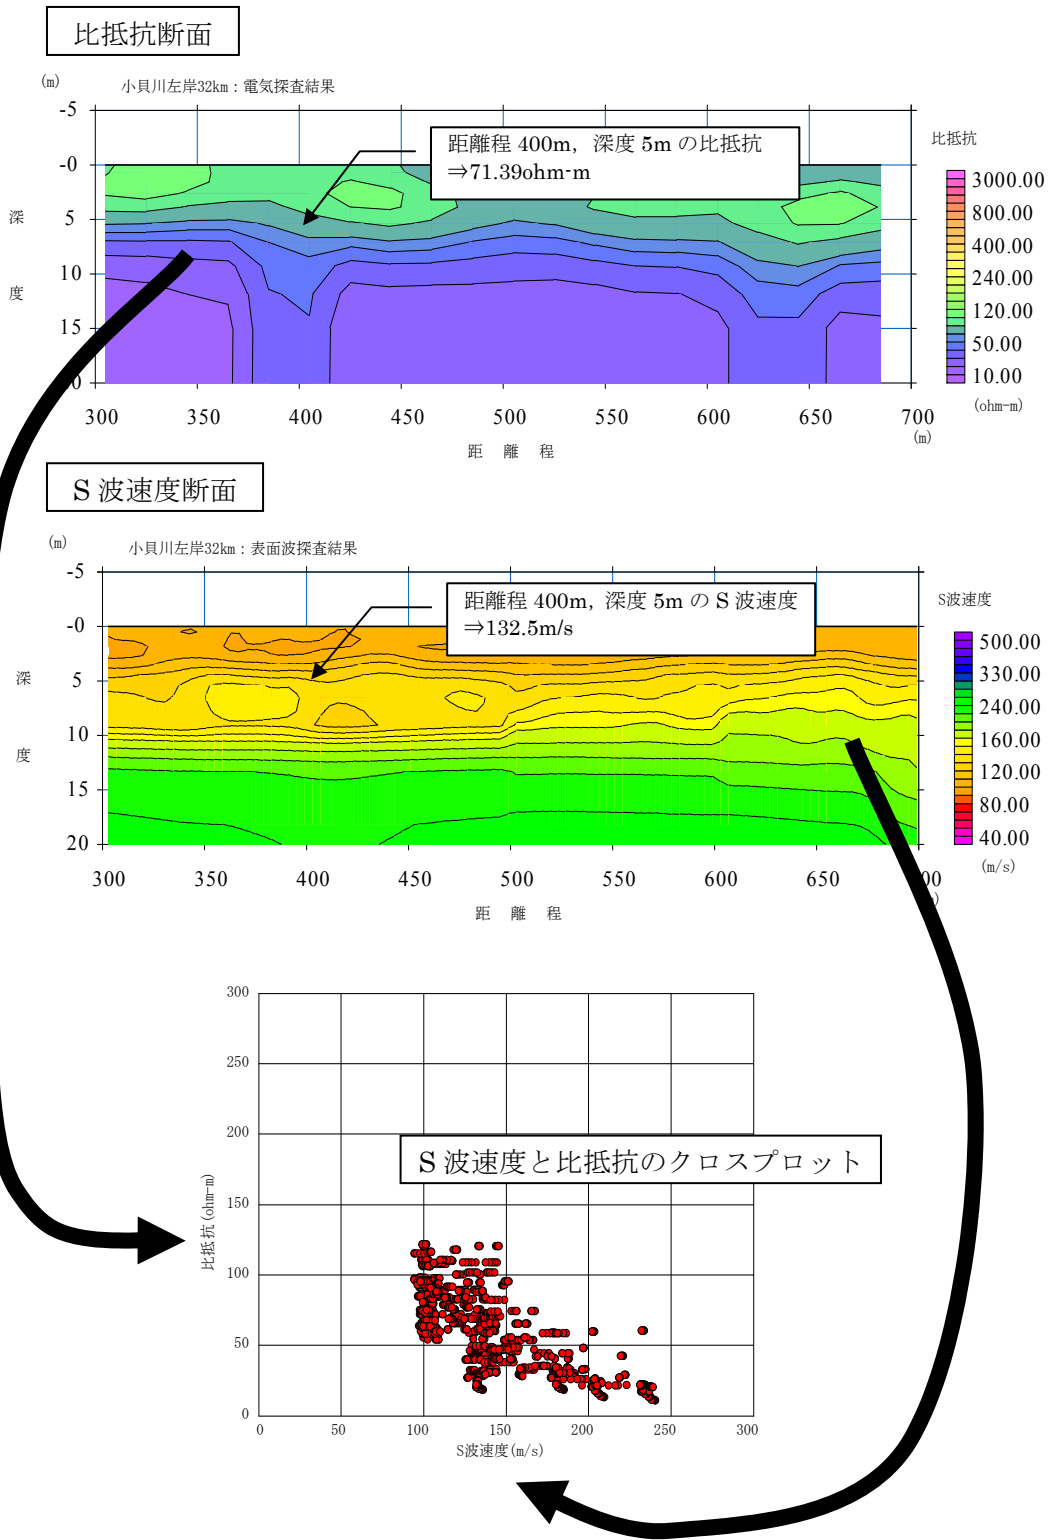 比抵抗断面
(m)
小貝川左岸32km：電気探査結果
-5
-0
5
10
15
0
深
度
距離程 400m，深度 5m の比抵抗
⇒71.39ohm-m
比抵抗
3000.00
800.00
400.00
240.00
120.00
50.00
10.00
(ohm-m)
300 350 400 450 500 550 600 650 700
(m)
距 離 程
S 波速度断面
(m)
小貝川左岸32km：表面波探査結果
-5
-0
5
10
15
20
深
度
距離程 400m，深度 5m の S 波速度
⇒132.5m/s
S波速度
500.00
330.00
240.00
160.00
120.00
80.00
40.00
(m/s)
300 350 400 450 500 550 600 650 00
)
距 離 程
300
250
200
150
100
50
0
比抵抗(ohm-m)
S 波速度と比抵抗のクロスプロット
0 50 100 150 200 250 300
S波速度(m/s)